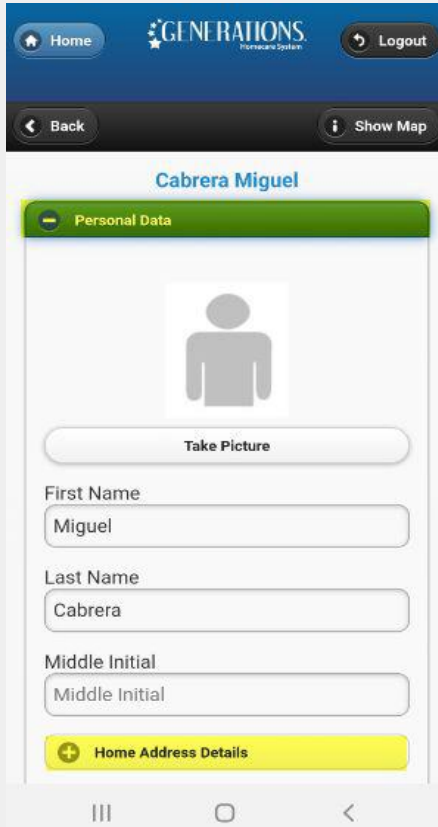 Home
GENERATIONS
Homecare System
Logout
Back
Show Map
Cabrera Miguel
Personal Data
Take Picture
First Name
Miguel
Last Name
Cabrera
Middle Initial
Middle Initial
Home Address Details